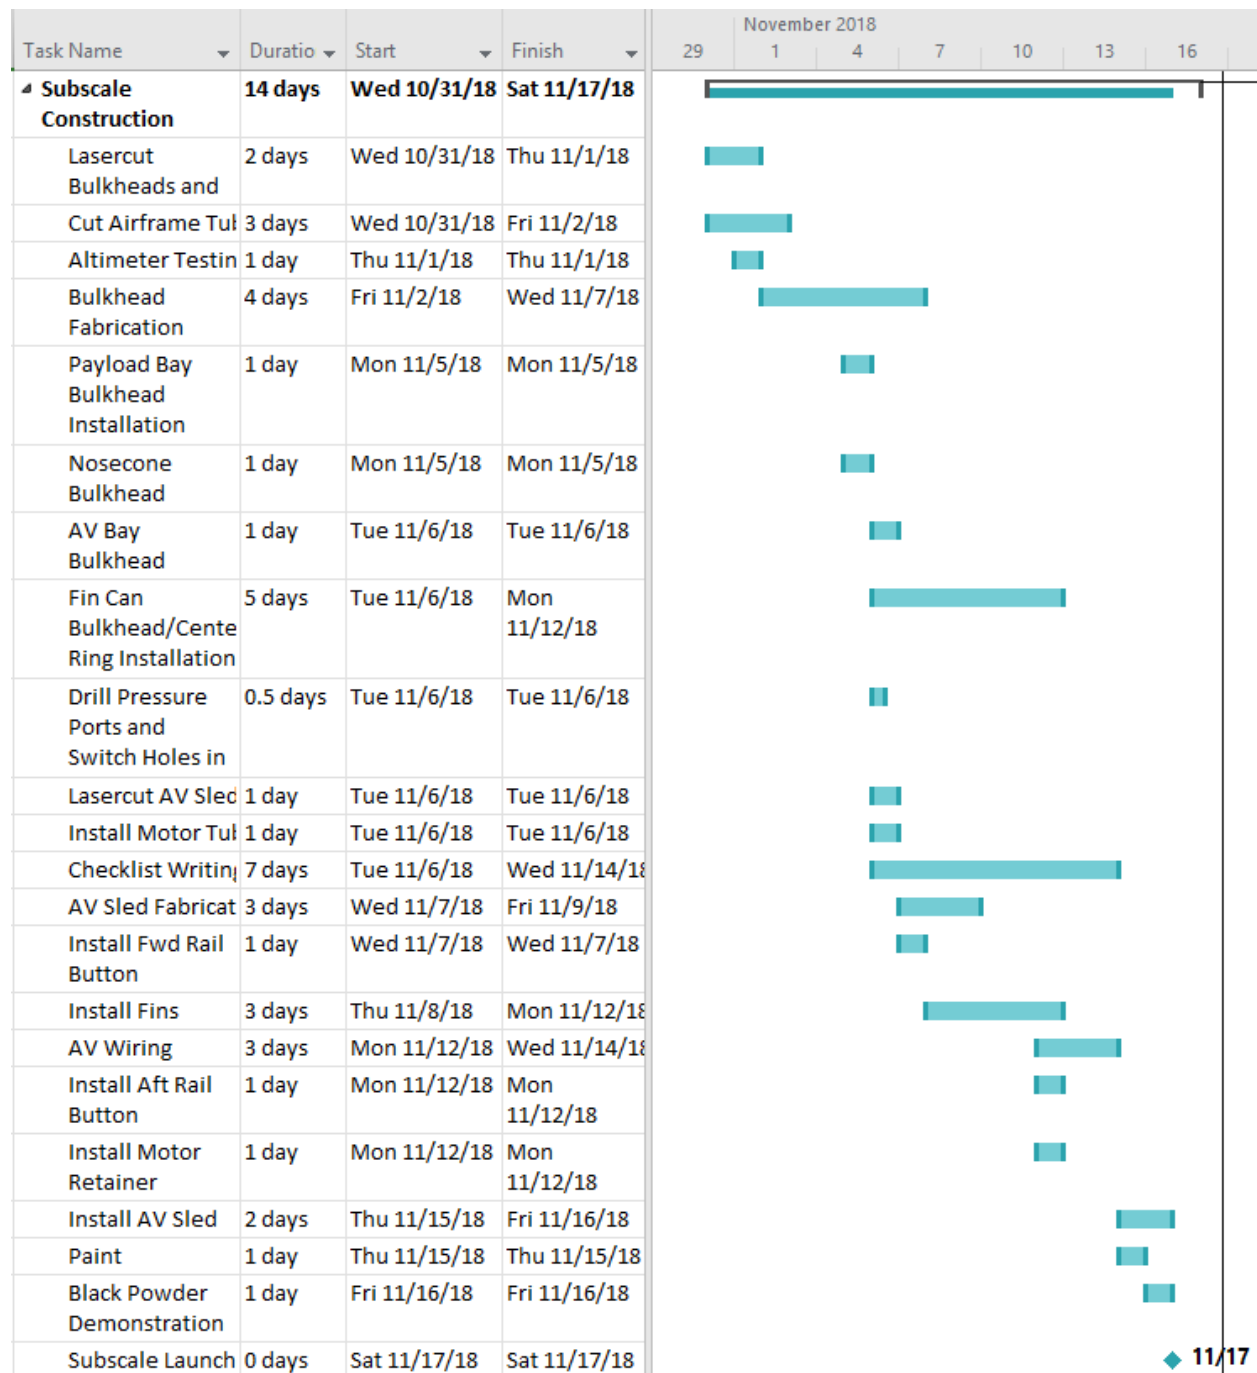 November 2018
Task Name Duratio Start Finish 29 1 4 7 10 13 16
Subscale 14 days Wed 10/31/18 Sat 11/17/18
Construction
Lasercut 2 days Wed 10/31/18 Thu 11/1/18
Bulkheads and
Cut Airframe Tul 3 days Wed 10/31/18 Fri 11/2/18
Altimeter Testin 1 day Thu 11/1/18 Thu 11/1/18
Bulkhead 4 days Fri 11/2/18 Wed 11/7/18
Fabrication
Payload Bay 1 day Mon 11/5/18 Mon 11/5/18
Bulkhead
Installation
Nosecone 1 day Mon 11/5/18 Mon 11/5/18
Bulkhead
AV Bay 1 day Tue 11/6/18 Tue 11/6/18
Bulkhead
Fin Can 5 days Tue 11/6/18 Mon
Bulkhead/Cente 11/12/18
Ring Installation
Drill Pressure 0.5 days Tue 11/6/18 Tue 11/6/18
Ports and
Switch Holes in
Lasercut AV Sled 1 day Tue 11/6/18 Tue 11/6/18
Install Motor Tul 1 day Tue 11/6/18 Tue 11/6/18
Checklist Writing 7 days Tue 11/6/18 Wed 11/14/18
AV Sled Fabricat 3 days Wed 11/7/18 Fri 11/9/18
Install Fwd Rail 1 day Wed 11/7/18 Wed 11/7/18
Button
Install Fins 3 days Thu 11/8/18 Mon 11/12/18
AV Wiring 3 days Mon 11/12/18 Wed 11/14/18
Install Aft Rail 1 day Mon 11/12/18 Mon
Button 11/12/18
Install Motor 1 day Mon 11/12/18 Mon
Retainer 11/12/18
Install AV Sled 2 days Thu 11/15/18 Fri 11/16/18
Paint 1 day Thu 11/15/18 Thu 11/15/18
Black Powder 1 day Fri 11/16/18 Fri 11/16/18
Demonstration
Subscale Launch 0 days Sat 11/17/18 Sat 11/17/18 11/17